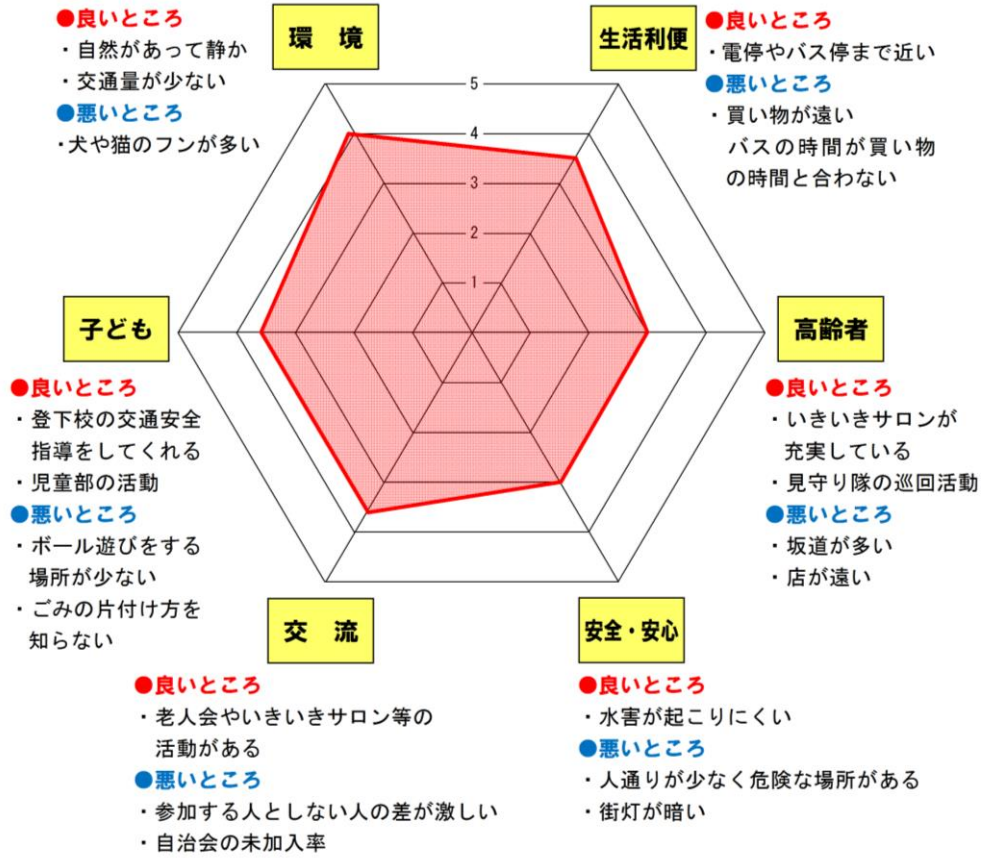 環　境
●良いところ
・自然があって静か
・交通量が少ない
●悪いところ
・犬や猫のフンが多い
生活利便
●良いところ
・電停やバス停まで近い
●悪いところ
・買い物が遠い
バスの時間が買い物
の時間と合わない
5
4
3
2
1
子ども
●良いところ
・登下校の交通安全
指導をしてくれる
・児童部の活動
●悪いところ
・ボール遊びをする
場所が少ない
・ごみの片付け方を
知らない
高齢者
●良いところ
・いきいきサロンが
充実している
・見守り隊の巡回活動
●悪いところ
・坂道が多い
・店が遠い
交　流
●良いところ
・老人会やいきいきサロン等の
活動がある
●悪いところ
・参加する人としない人の差が激しい
・自治会の未加入率
安全・安心
●良いところ
・水害が起こりにくい
●悪いところ
・人通りが少なく危険な場所がある
・街灯が暗い